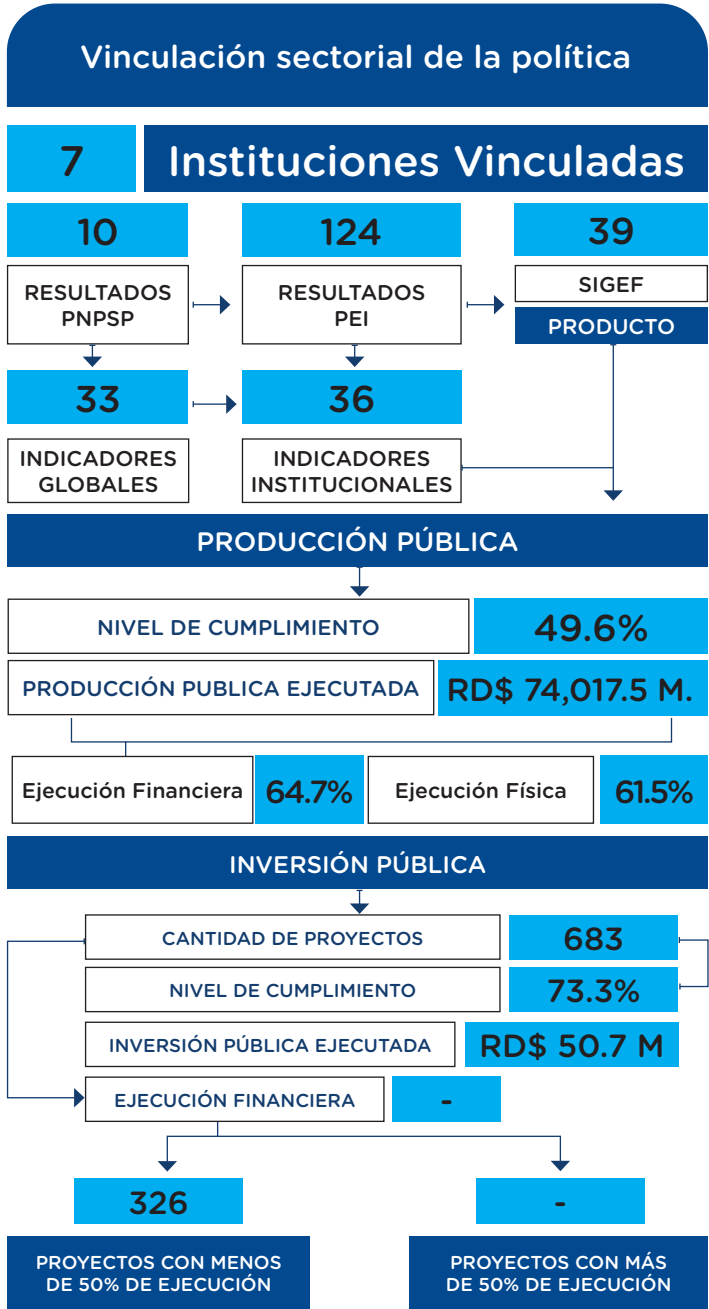 Vinculación sectorial de la política
7
Instituciones Vinculadas
10
124
39
RESULTADOS
PNPSP
RESULTADOS
PEI
SIGEF
PRODUCTO
33
36
INDICADORES
GLOBALES
INDICADORES
INSTITUCIONALES
PRODUCCIÓN PÚBLICA
NIVEL DE CUMPLIMIENTO
49.6%
PRODUCCIÓN PUBLICA EJECUTADA
RD$ 74,017.5 M.
Ejecución Financiera
64.7%
Ejecución Física
61.5%
INVERSIÓN PÚBLICA
CANTIDAD DE PROYECTOS
683
NIVEL DE CUMPLIMIENTO
73.3%
INVERSIÓN PÚBLICA EJECUTADA
RD$ 50.7 M
EJECUCIÓN FINANCIERA
-
326
-
PROYECTOS CON MENOS
DE 50% DE EJECUCIÓN
PROYECTOS CON MÁS
DE 50% DE EJECUCIÓN